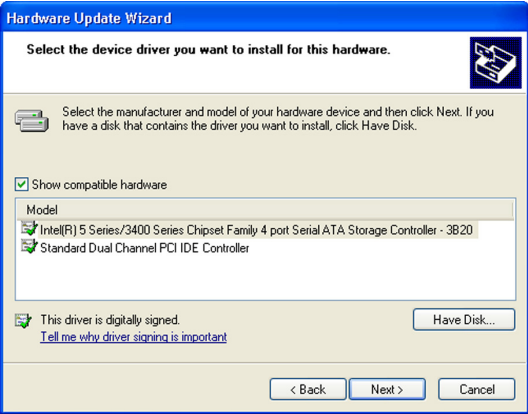 Hardware Update Wizard
Select the device driver you want to install for this hardware.
Select the manufacturer and model of your hardware device and then click Next. If you
have a disk that contains the driver you want to install, click Have Disk.
Show compatible hardware
Model
Intel(R) 5 Series/3400 Series Chipset Family 4 port Serial ATA Storage Controller - 3B20
Standard Dual Channel PCI IDE Controller
This driver is digitally signed.
Have Disk...
Tell me why driver signing is important
< Back
Next >
Cancel